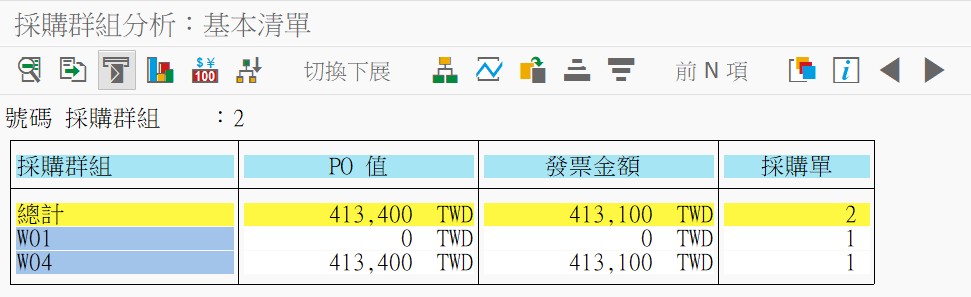 採購群組分析：基本清單
$ ¥ 100 切換下展 前 N 項 i
號碼 採購群組 ：2
採購群組 PO 值 發票金額 採購單
總計 413,400 TWD 413,100 TWD 2
W01 0 TWD 0 TWD 1
W04 413,400 TWD 413,100 TWD 1